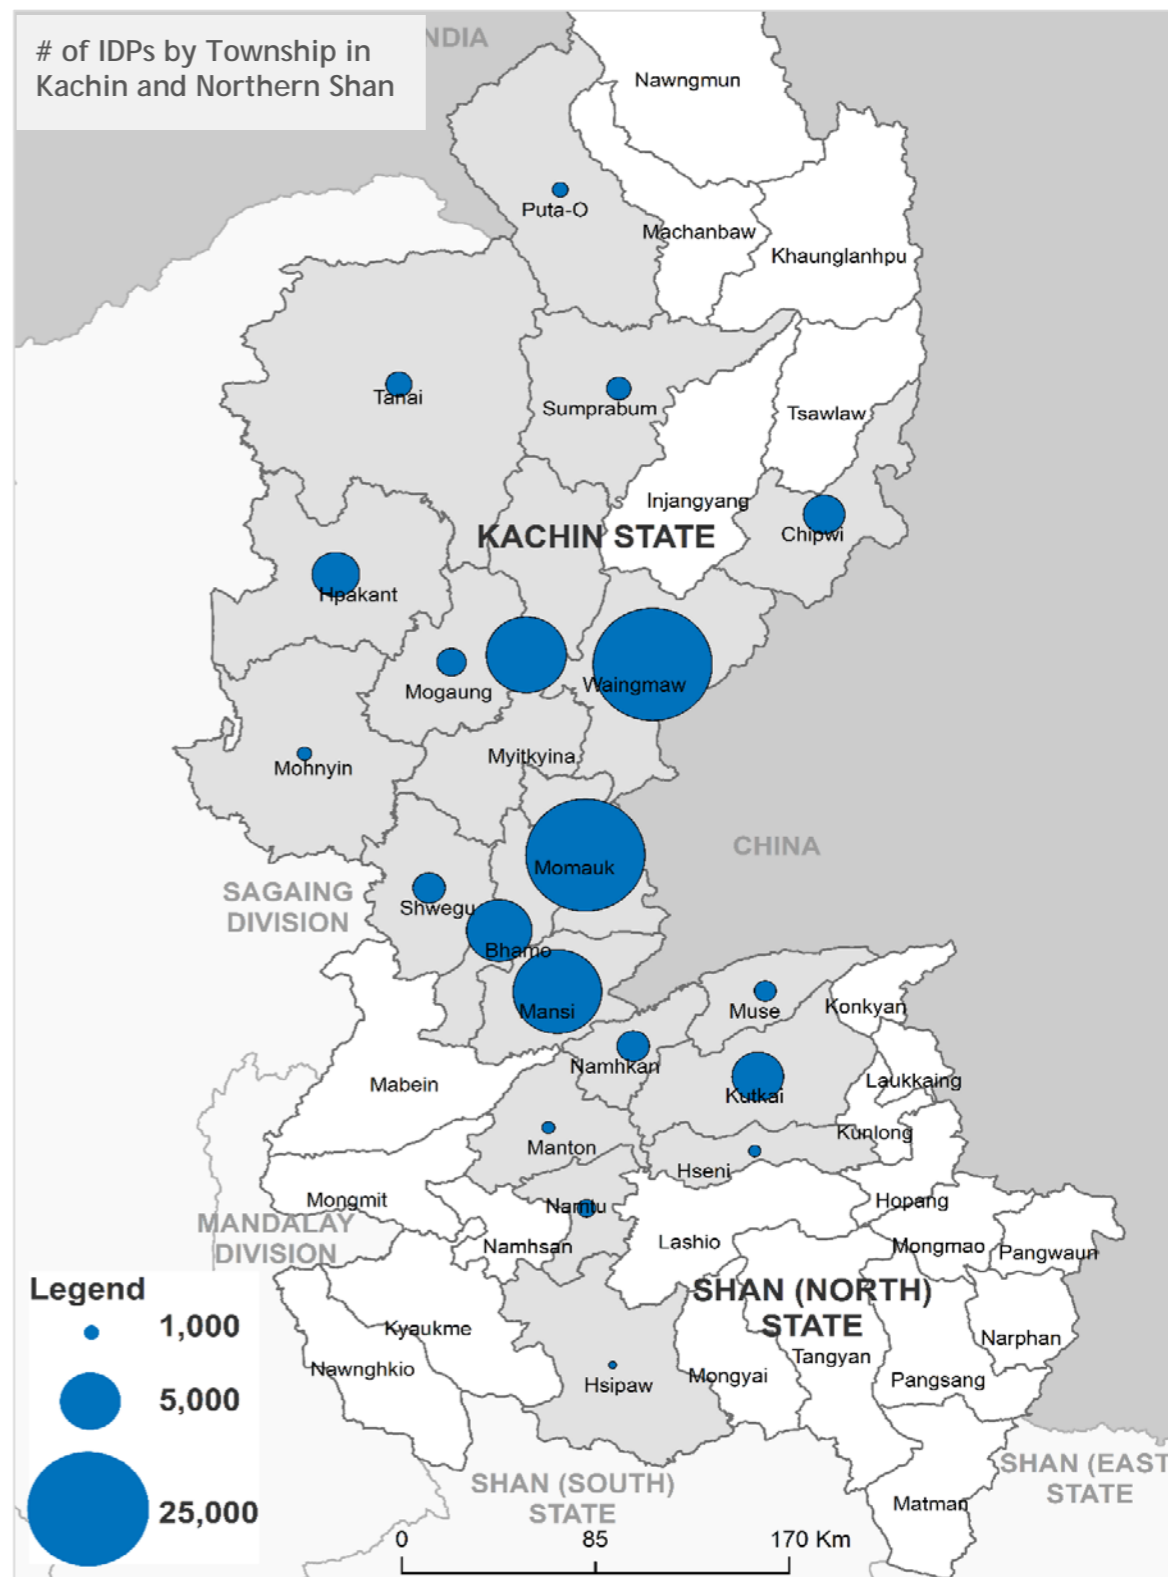 # of IDPs by Township in
Kachin and Northern Shan
NDIA
Nawngmun
Puta-O
Machanbaw
Khaunglanhpu
Tanai
Sumprabum
Tsawlaw
Injangyang
KACHIN STATE
Chipwi
Hpakant
Waingmaw
Mogaung
Myitkyina
Mohnyin
CHINA
Momauk
SAGAING
DIVISION
Shwegu
Bhamo
Mansi
Muse
Konkyan
Namhkan
Laukkaing
Mabein
Kutkai
Kunlong
Manton
Hseni
Mongmit
Namtu
Hopang
MANDALAY
DIVISION
Namhsan
Lashio
Mongmao
Pangwaun
SHAN (NORTH)
STATE
Kyaukme
Narphan
Tangyan
Nawnghkio
Hsipaw
Mongyai
Pangsang
Legend
1,000
5,000
25,000
SHAN (SOUTH)
STATE
SHAN (EAST
STATE
Matman
0 85 170 Km